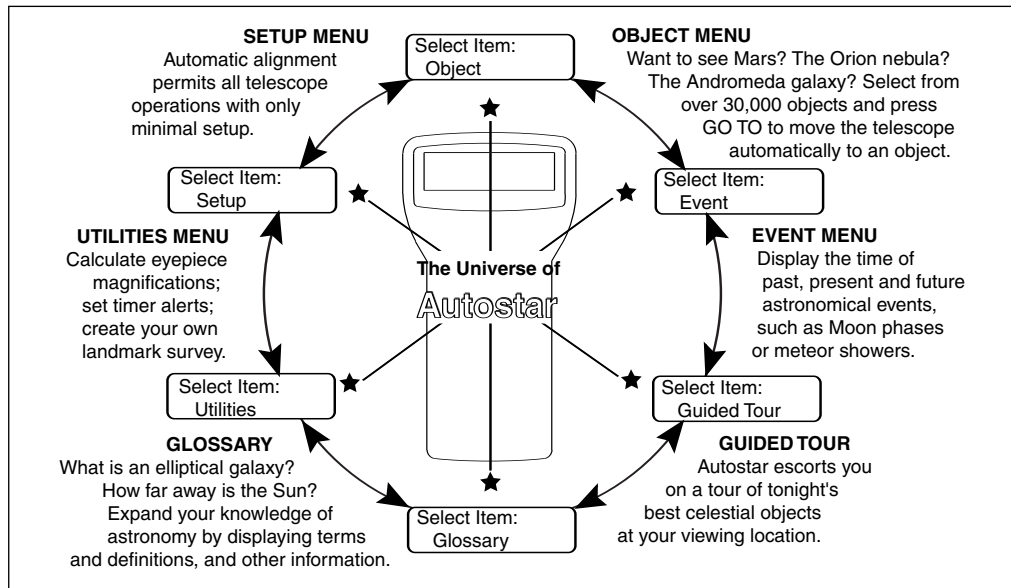 SETUP MENU
Automatic alignment
permits all telescope
operations with only
minimal setup.
Select Item:
Object
OBJECT MENU
Want to see Mars? The Orion nebula?
The Andromeda galaxy? Select from
over 30,000 objects and press
GO TO to move the telescope
automatically to an object.
Select Item:
Setup
Select Item:
Event
UTILITIES MENU
Calculate eyepiece
magnifications;
set timer alerts;
create your own
landmark survey.
The Universe of
Autostar
EVENT MENU
Display the time of
past, present and future
astronomical events,
such as Moon phases
or meteor showers.
Select Item:
Utilities
Select Item:
Guided Tour
GLOSSARY
What is an elliptical galaxy?
How far away is the Sun?
Expand your knowledge of
astronomy by displaying terms
and definitions, and other information.
Select Item:
Glossary
GUIDED TOUR
Autostar escorts you
on a tour of tonight's
best celestial objects
at your viewing location.